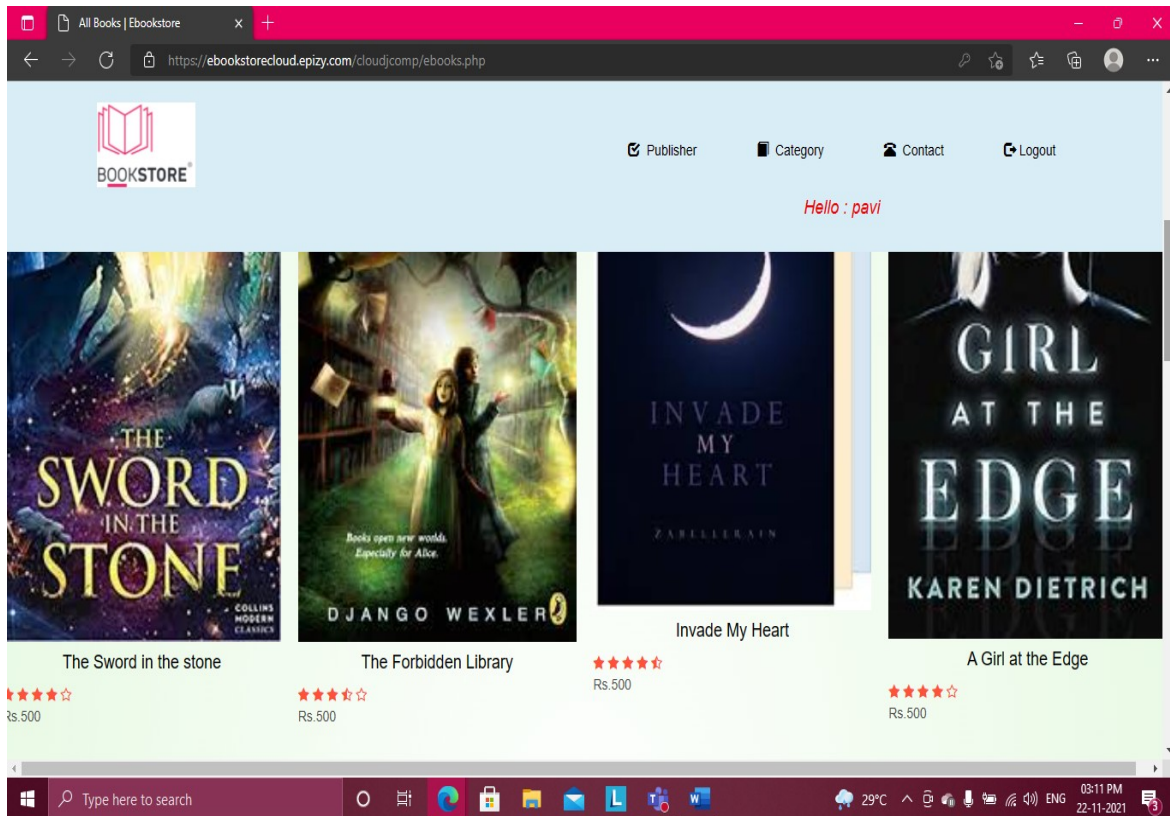 All Books | Ebookstore
https://ebookstorecloud.epizy.com/cloudjcomp/ebooks.php
BOOKSTORE®
Publisher
Category
Contact
Logout
Hello : pavi
THE
SWORD
IN THE
STONE
COLLINS
MODERN
CLASSICS
Books open new worlds.
Especially for Alice.
DJANGO WEXLER
INVADE
MY
HEART
ZABELLERAIN
GIRL
AT THE
EDGE
KAREN DIETRICH
The Sword in the stone
Rs.500
The Forbidden Library
Rs.500
Invade My Heart
Rs.500
A Girl at the Edge
Rs.500
Type here to search
L
W
29°C
ENG
03:11 PM
22-11-2021
3